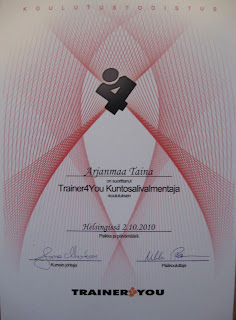 KOULUTUSTODISTUS
4
Arjanmaa Taina
on suorittanut
Trainer4You Kuntosalivalmentaja
koulutuksen
Helsingissä 2.10.2010
Paikka ja päivämäärä
Kurssin johtaja
Pääkouluttaja
TRAINER4YOU